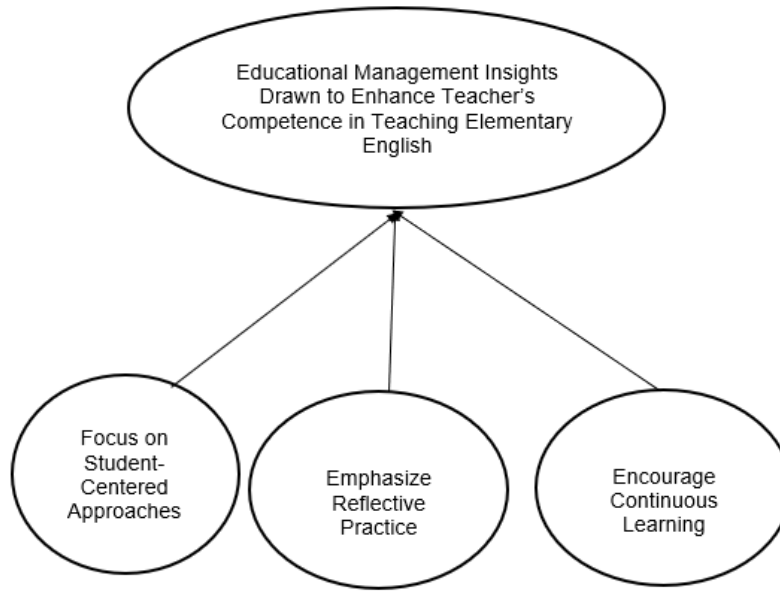 Educational Management Insights
Drawn to Enhance Teacher's
Competence in Teaching Elementary
English
Focus on
Student-
Centered
Approaches
Emphasize
Reflective
Practice
Encourage
Continuous
Learning